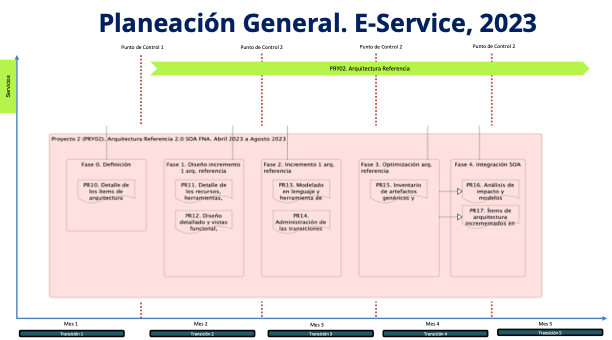 Planeación General. E-Service, 2023
Punto de Control 1
Punto de Control 2
Punto de Control 2
Punto de Control 2
Servicios
PRY02. Arquitectura Referencia
Proyecto 2 (PRY02). Arquitectura Referencia 2.0 SOA FNA. Abril 2023 a Agosto 2023
Fase 0. Definición
PR10. Detalle de
los ítems de
arquitectura
Fase 1. Diseño incremento
1 arq. referencia
PR11. Detalle de
los recursos,
herramientas,
PR12. Diseño
detallado y vistas
funcional,
Fase 2. Incremento 1 arq.
referencia
PR13. Modelado
en lenguaje y
herramienta de
PR14.
Administración de
las transiciones
Fase 3. Optimización arq.
referencia
PR15. Inventario
de artefactos
genéricos y
Fase 4. Integración SOA
PR16. Análisis de
impacto y
modelos
PR17. Ítems de
arquitectura
incrementados en
Mes 1
Mes 2
Mes 3
Mes 4
Mes 5
Transición 1
Transición 2
Transición 3
Transición 4
Transición 5